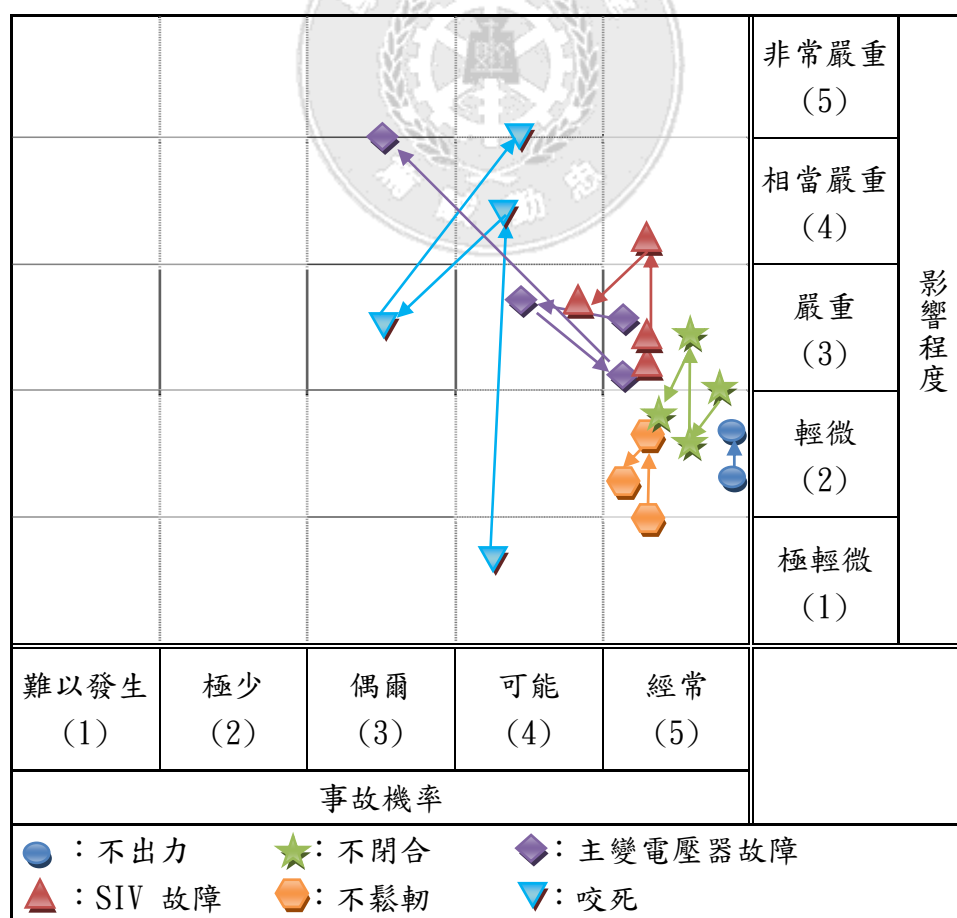 非常嚴重
(5)
相當嚴重
(4)
嚴重
(3)
輕微
(2)
極輕微
(1)
影響程度
難以發生
(1)
極少
(2)
偶爾
(3)
可能
(4)
經常
(5)
事故機率
：不出力
：不閉合
：主變電壓器故障
：SIV 故障
：不鬆軔
：咬死